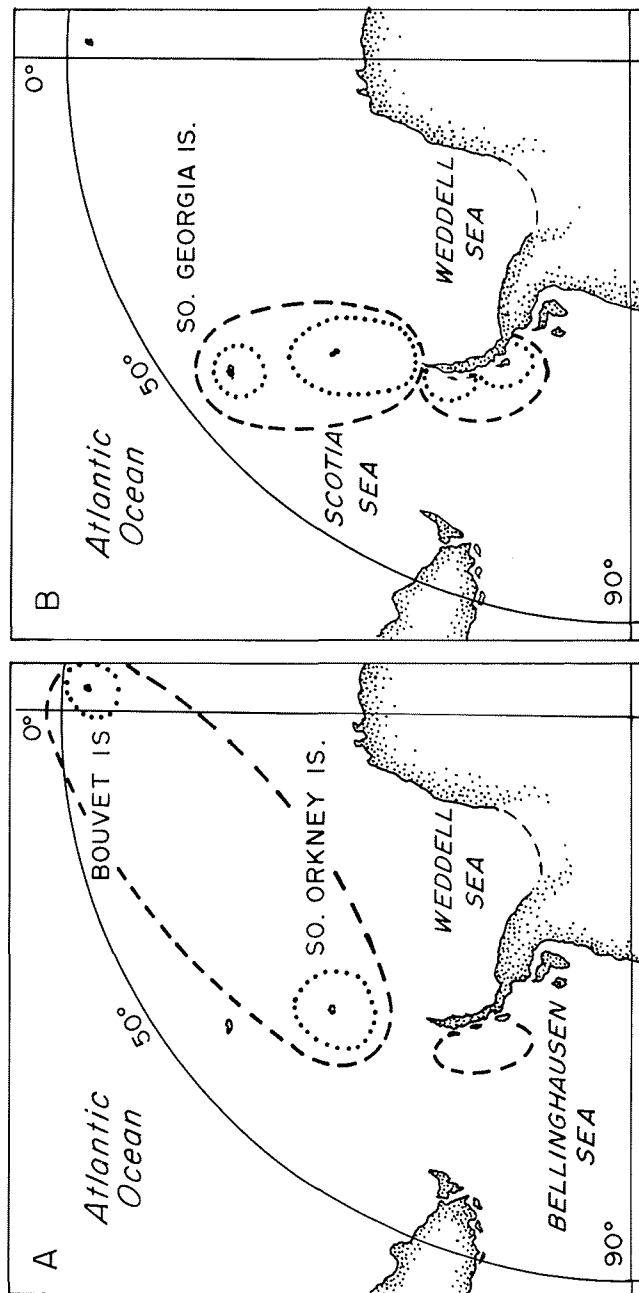 A
Atlantic
Ocean
50°
0°
BOUVET IS
SO. ORKNEY IS.
WEDDELL
SEA
BELLINGHAUSEN
SEA
90°
B
Atlantic
Ocean
50°
0°
SO. GEORGIA IS.
SCOTIA
SEA
WEDDELL
SEA
90°